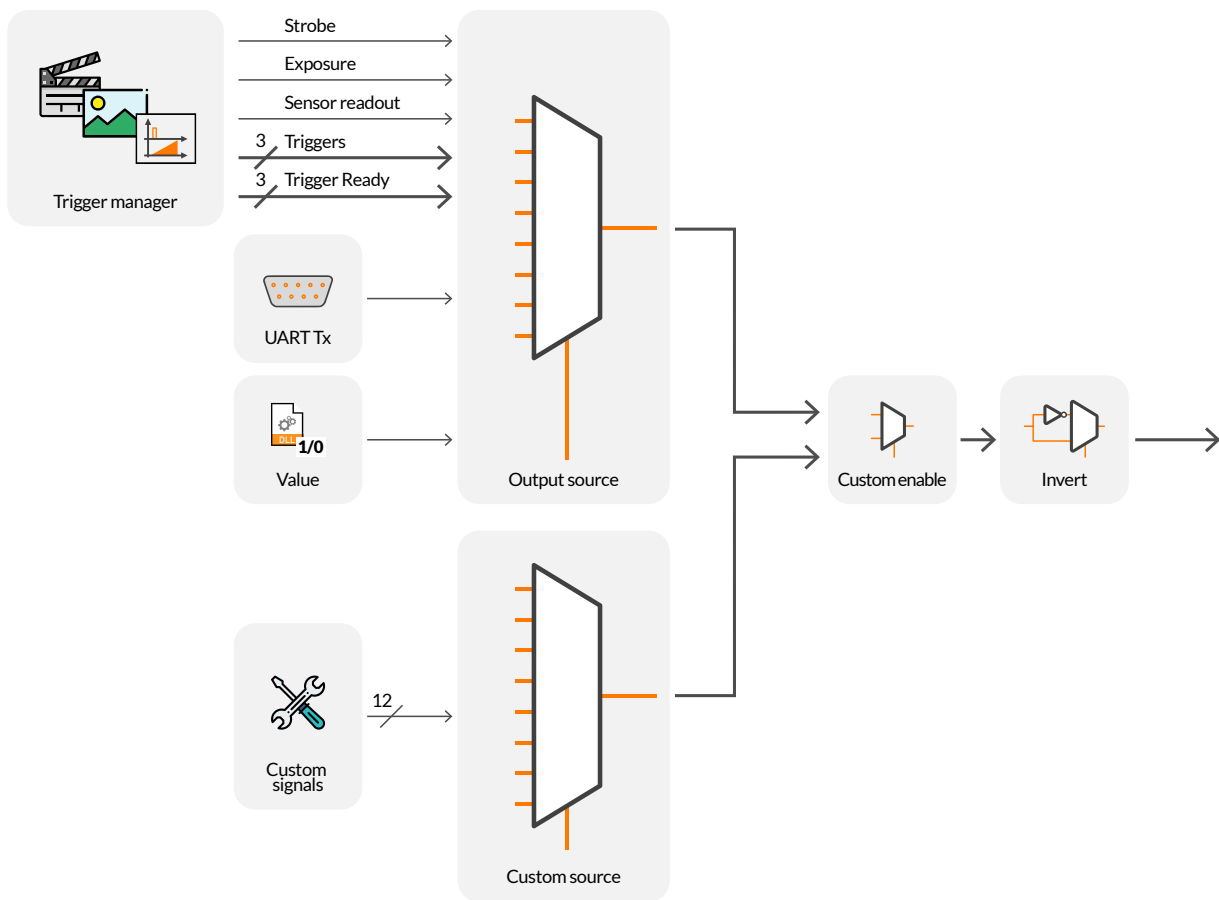 Strobe
Exposure
Sensor readout
3 Triggers
3 Trigger Ready
Trigger manager
UART Tx
DLL
1/0
Value
Output source
Custom enable
Invert
12
Custom
signals
Custom source